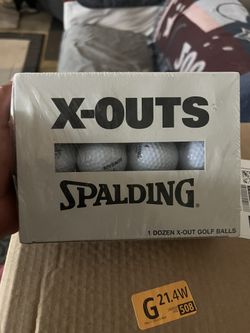 X-OUTS
SPALDING
1 DOZEN X-OUT GOLF BALLS
G 21.4W
508